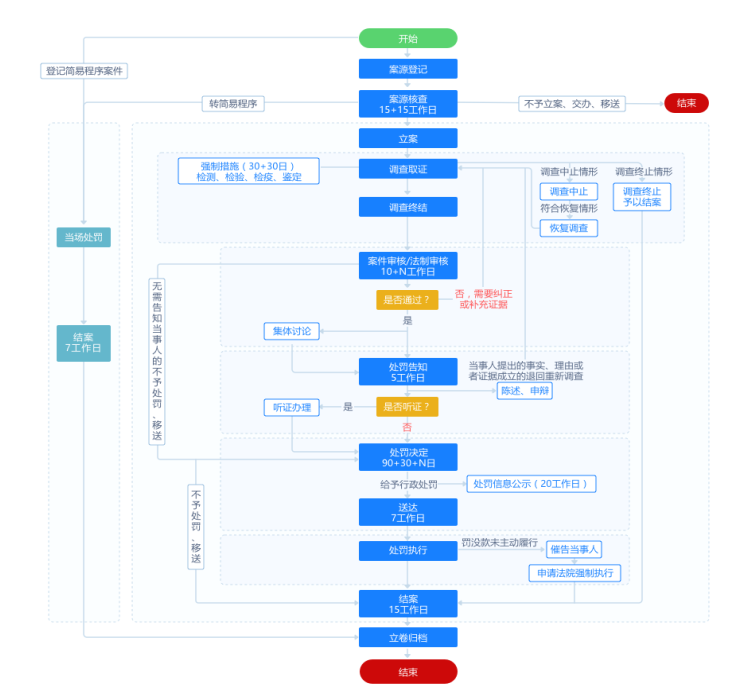 开始
登记简易程序案件
案源登记
案源核查
15+15工作日
转简易程序
不予立案、交办、移送
结束
立案
强制措施（30+30日）
检测、检验、检疫、鉴定
调查取证
调查中止情形
调查终止情形
调查中止
调查终止
予以结案
调查终结
符合恢复情形
恢复调查
当场处罚
案件审核/法制审核
10+N工作日
无需告知当事人的不予处罚、移送
是否通过？
否，需要纠正
或补充证据
是
集体讨论
结案
7工作日
处罚告知
5工作日
当事人提出的事实、理由或
者证据成立的退回重新调查
陈述、申辩
听证办理
是
是否听证？
否
处罚决定
90+30+N日
给予行政处罚
处罚信息公示（20工作日）
不予处罚、移送
送达
7工作日
处罚执行
罚没款未主动履行
催告当事人
申请法院强制执行
结案
15工作日
立卷归档
结束